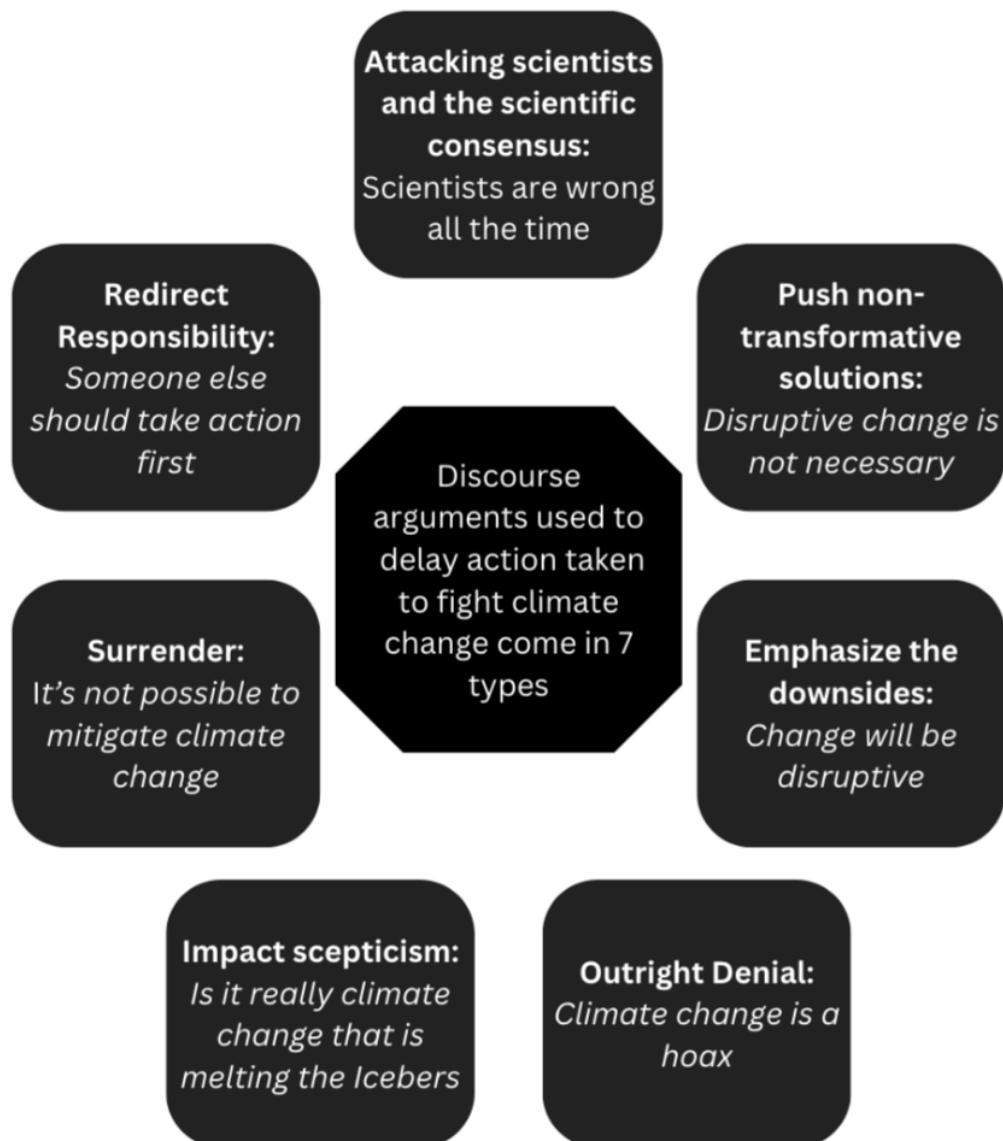 Attacking scientists
and the scientific
consensus:
Scientists are wrong
all the time
Redirect
Responsibility:
Someone else
should take action
first
Push non-
transformative
solutions:
Disruptive change is
not necessary
Discourse
arguments used to
delay action taken
to fight climate
change come in 7
types
Surrender:
It’s not possible to
mitigate climate
change
Emphasize the
downsides:
Change will be
disruptive
Impact scepticism:
Is it really climate
change that is
melting the Icebers
Outright Denial:
Climate change is a
hoax